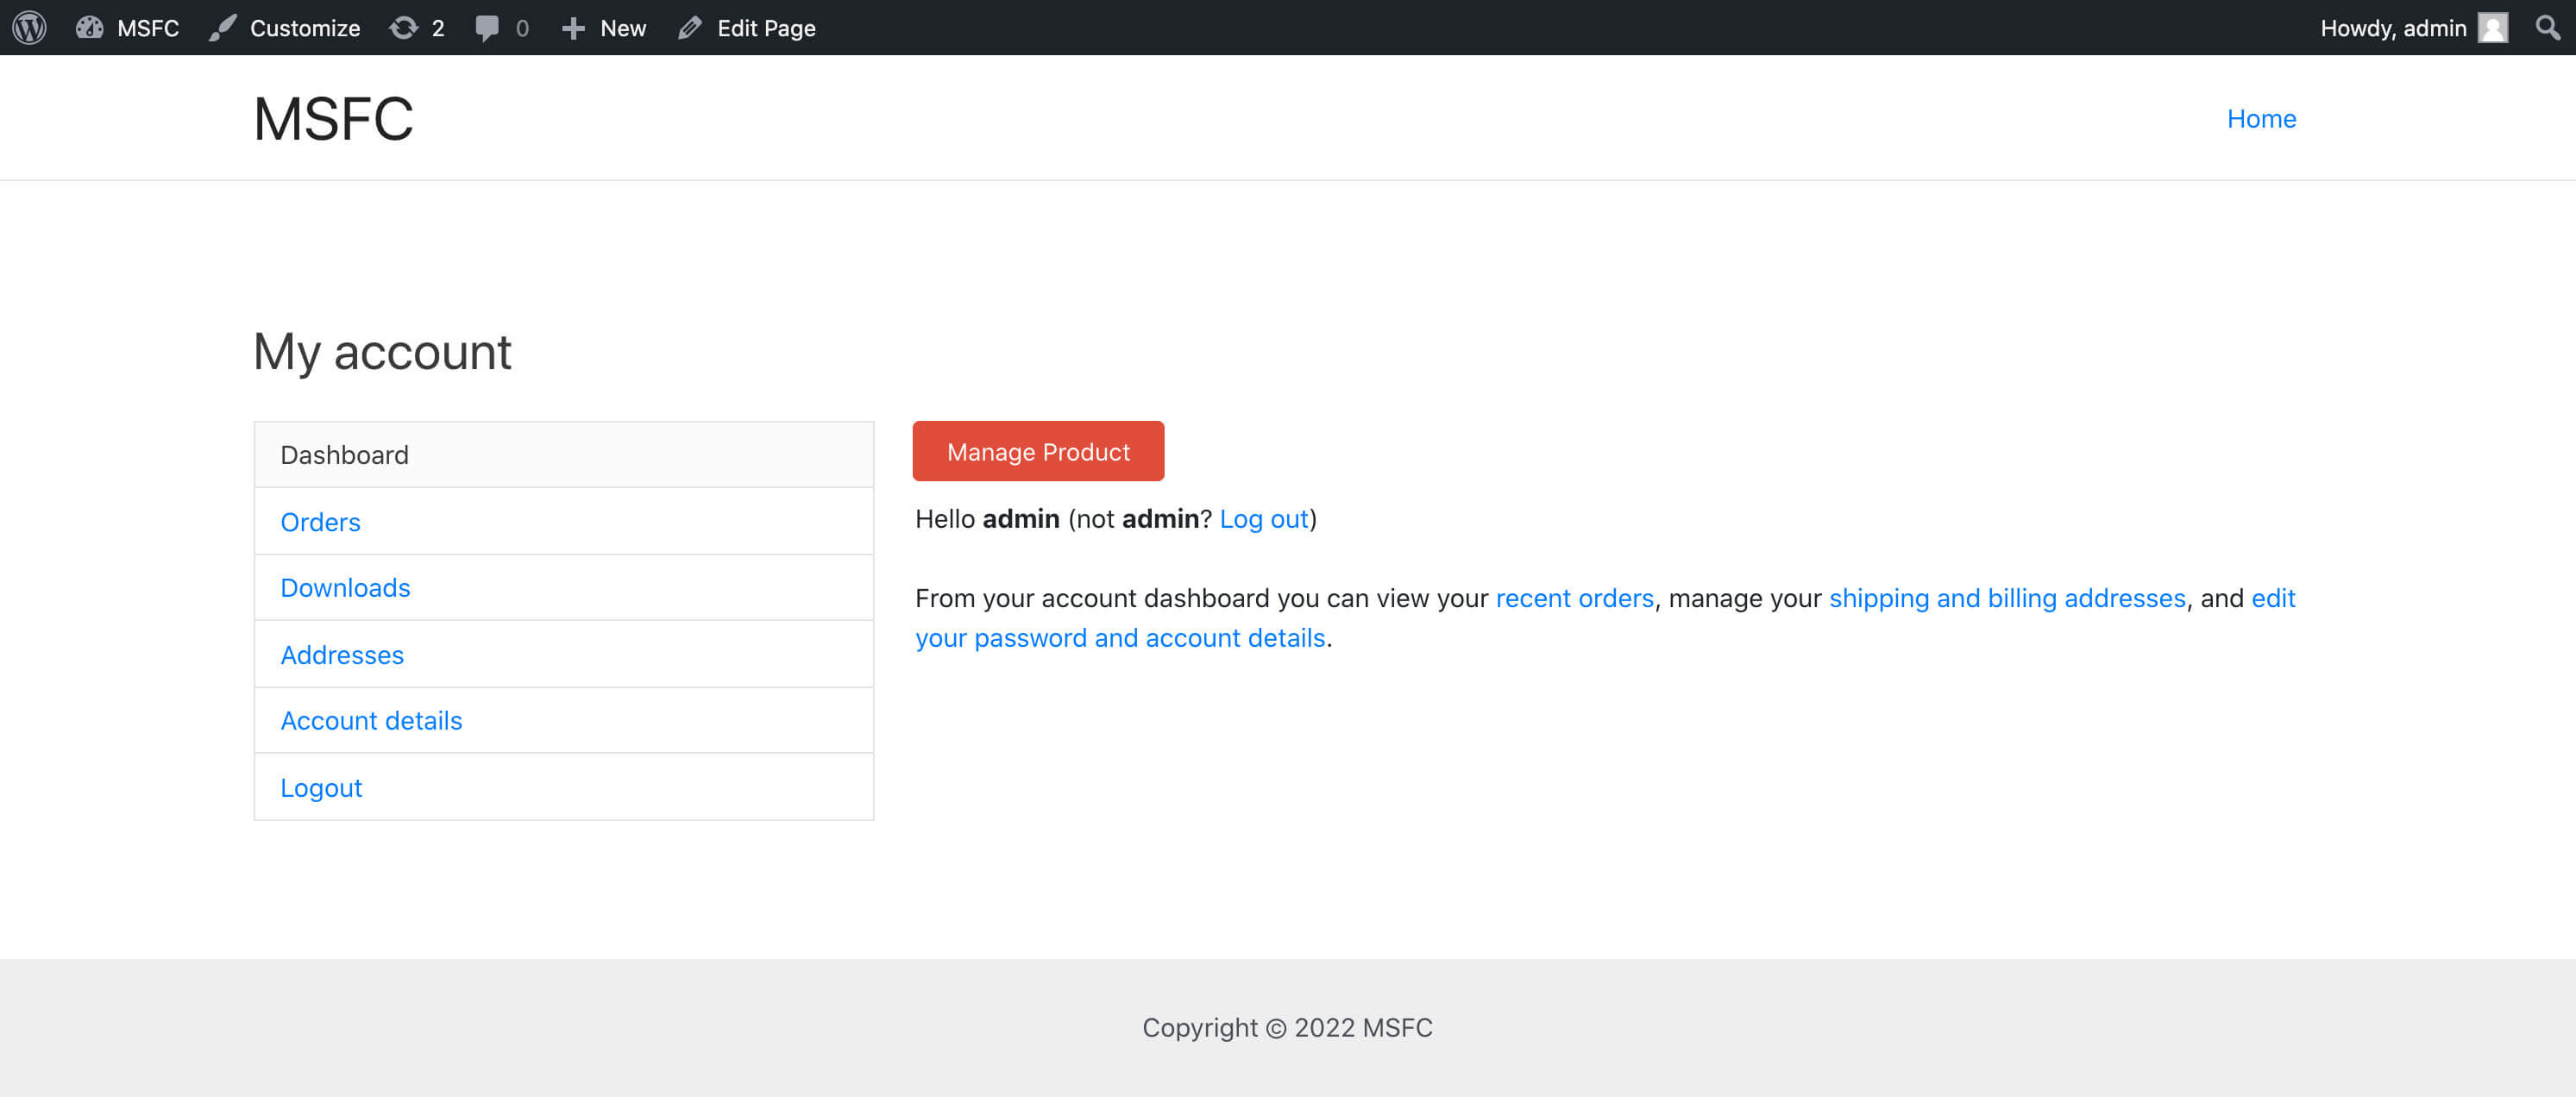 MSFC Customize 2 0 New Edit Page Howdy, admin
MSFC
Home
My account
Dashboard
Orders
Downloads
Addresses
Account details
Logout
Manage Product
Hello admin (not admin? Log out)
From your account dashboard you can view your recent orders, manage your shipping and billing addresses, and edit
your password and account details.
Copyright © 2022 MSFC